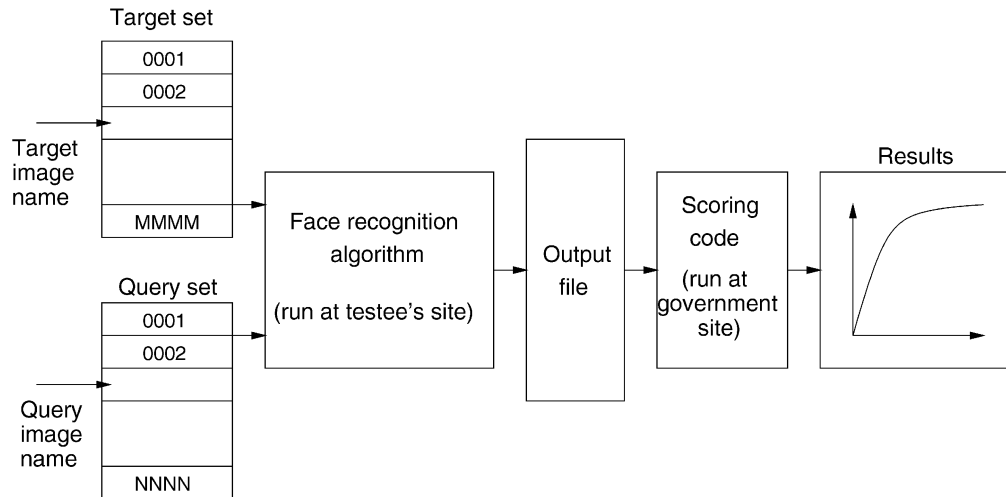 Target set
0001
0002
Target
image
name
MMMM
Query set
0001
0002
Query
image
name
NNNN
Face recognition
algorithm
(run at testee's site)
Output
file
Scoring
code
(run at
government
site)
Results